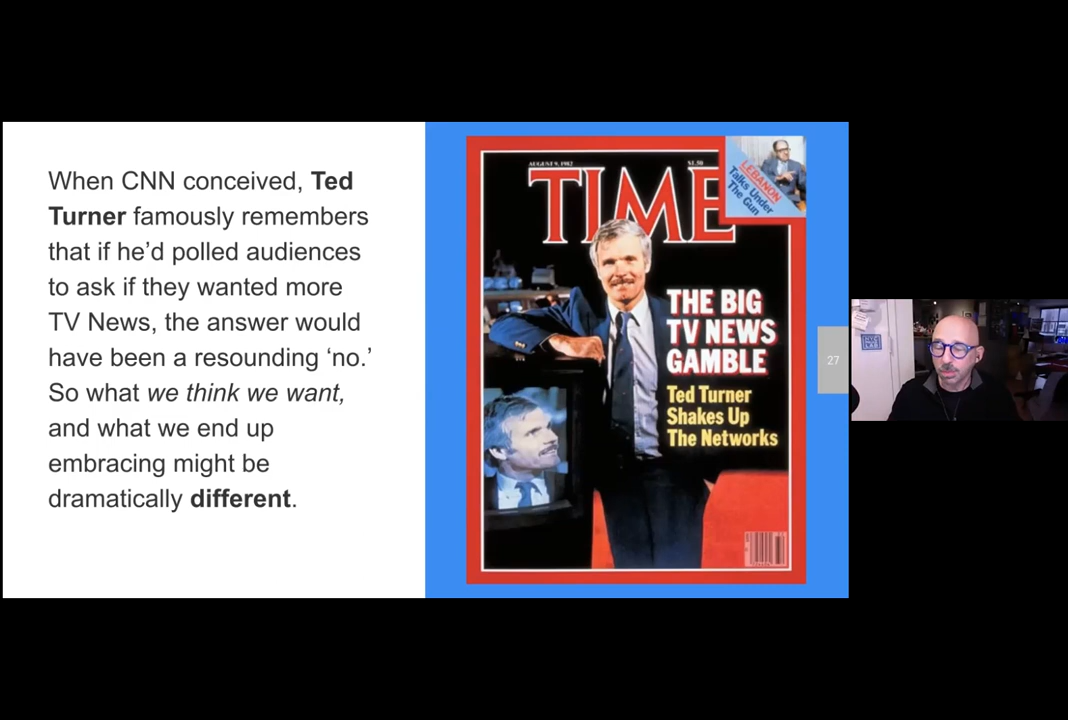 When CNN conceived, Ted
Turner famously remembers
that if he’d polled audiences
to ask if they wanted more
TV News, the answer would
have been a resounding ‘no.’
So what we think we want,
and what we end up
embracing might be
dramatically different.
AUGUST 9, 1982
$1.50
TIME
LEBANON
Talks Under
The Gun
THE BIG
TV NEWS
GAMBLE
Ted Turner
Shakes Up
The Networks
27